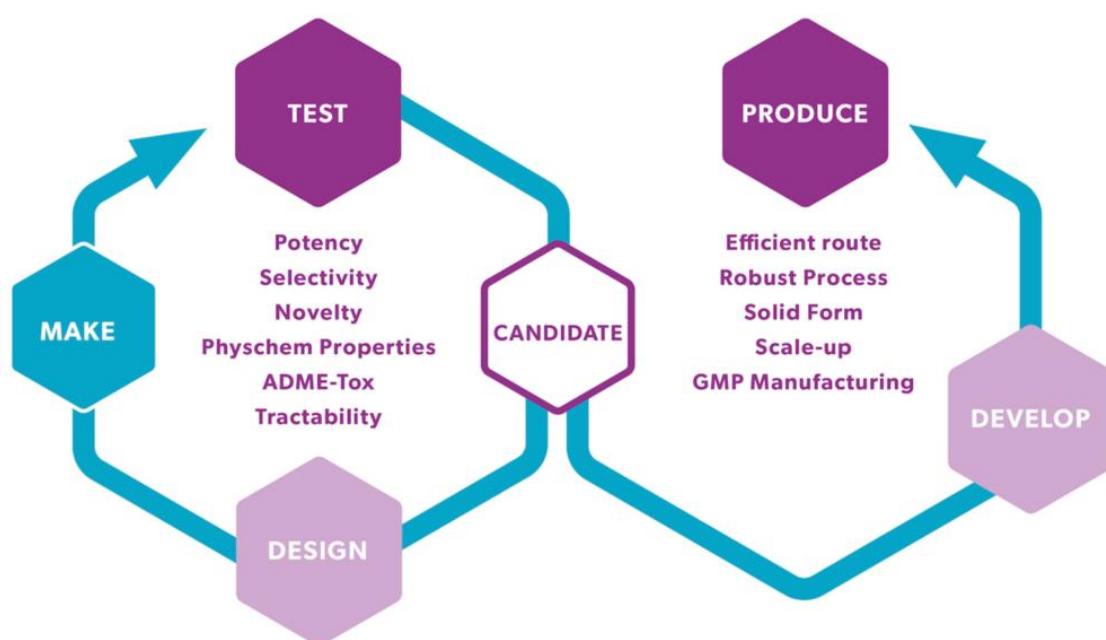 TEST
PRODUCE
Potency
Selectivity
Novelty
Physchem Properties
ADME-Tox
Tractability
MAKE
CANDIDATE
Efficient route
Robust Process
Solid Form
Scale-up
GMP Manufacturing
DEVELOP
DESIGN